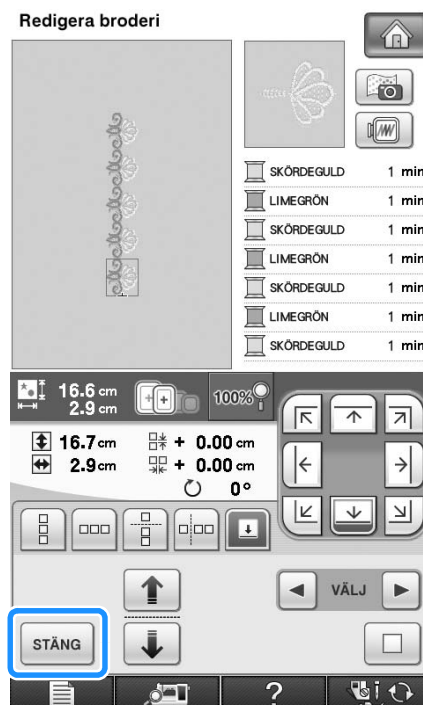 Redigera broderi
SKÖRDEGULD 1 min
LIMEGRÖN 1 min
SKÖRDEGULD 1 min
LIMEGRÖN 1 min
SKÖRDEGULD 1 min
LIMEGRÖN 1 min
SKÖRDEGULD 1 min
16.6 cm
2.9 cm
100%
16.7 cm + 0.00 cm
2.9 cm + 0.00 cm
0°
VÄLJ
STÄNG
?